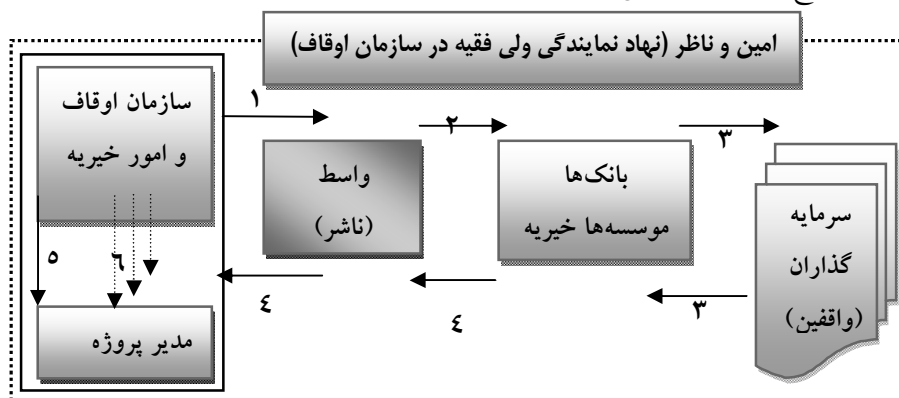 امین و ناظر (نهاد نمایندگی ولی فقیه در سازمان اوقاف)
سازمان اوقاف
و امور خیریه
۱
واسط
(ناشر)
۲
بانک‌ها
موسسه‌ها خیریه
۳
سرمایه
گذاران
(واقفین)
۳
٤
٤
٥
٦
مدیر پروژه